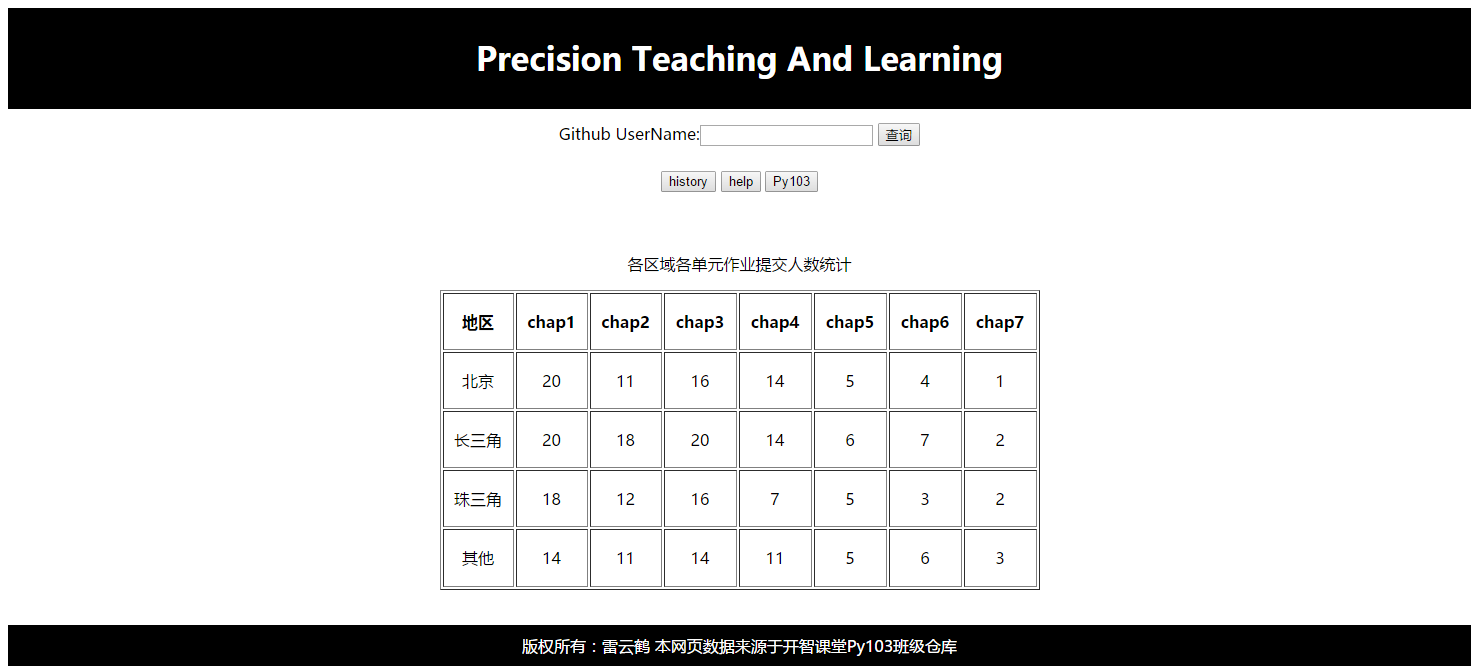 Precision Teaching And Learning
Github UserName: 查询
history help Py103
各区域各单元作业提交人数统计
地区 chap1 chap2 chap3 chap4 chap5 chap6 chap7
北京 20 11 16 14 5 4 1
长三角 20 18 20 14 6 7 2
珠三角 18 12 16 7 5 3 2
其他 14 11 14 11 5 6 3
版权所有：雷云鹤 本网页数据来源于开智课堂Py103班级仓库